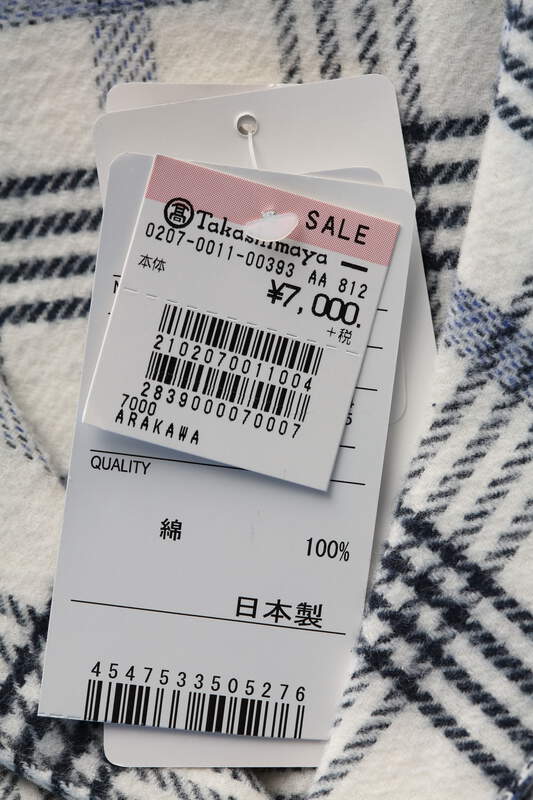 SALE
髙 Takashimaya
0207-0011-00393 AA 812
本体
¥7,000.
+税
2102070011004
2839000070007
7000
ARAKAWA
QUALITY
綿
100%
日本製
4547533505276